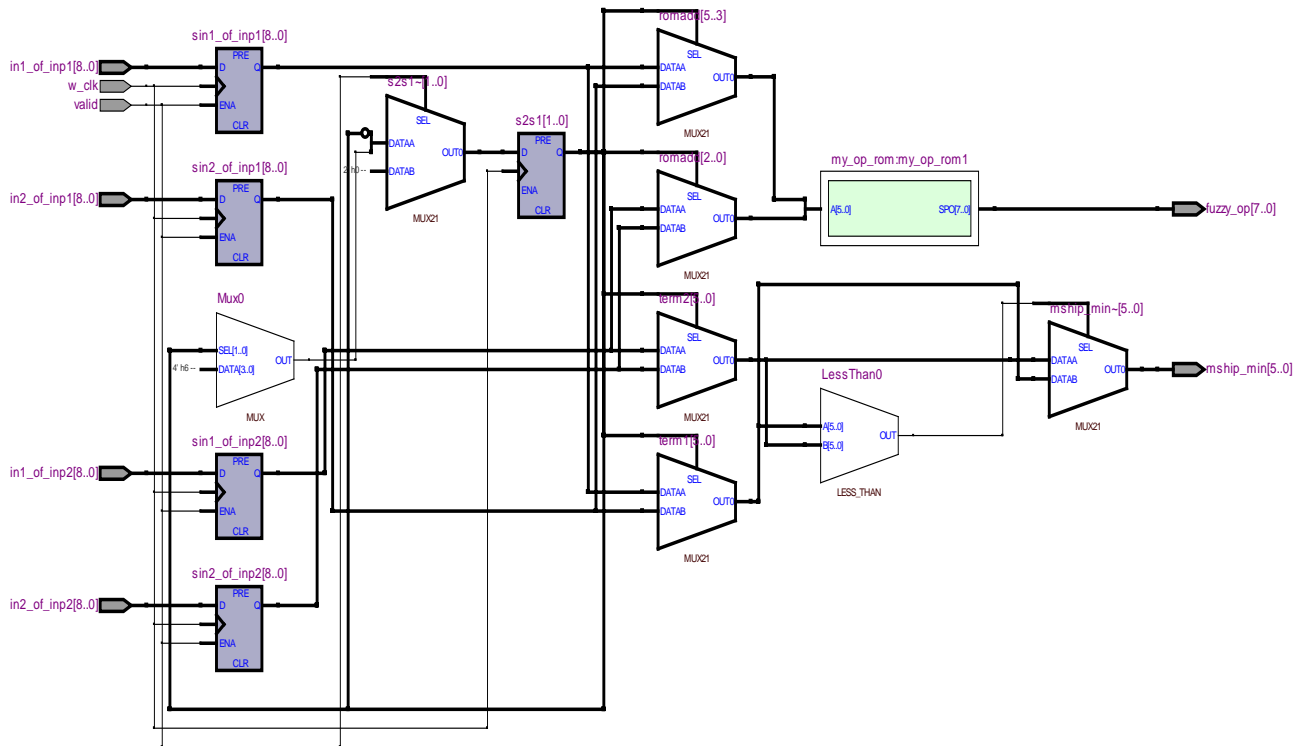 sin1_of_inp1[8..0]
in1_of_inp1[8..0]
w_clk
valid
PRE
D Q
ENA
CLR
sin2_of_inp1[8..0]
in2_of_inp1[8..0]
PRE
D Q
ENA
CLR
s2s1~[1..0]
SEL
DATAA
OUT0
2' h0 --
DATAB
MUX21
s2s1[1..0]
PRE
D Q
ENA
CLR
Mux0
SEL[1..0]
OUT
4' h6 --
DATA[3..0]
MUX
sin1_of_inp2[8..0]
in1_of_inp2[8..0]
PRE
D Q
ENA
CLR
sin2_of_inp2[8..0]
in2_of_inp2[8..0]
PRE
D Q
ENA
CLR
romadd[5..3]
SEL
DATAA
OUT0
DATAB
MUX21
romadd[2..0]
SEL
DATAA
OUT0
DATAB
MUX21
term2[5..0]
SEL
DATAA
OUT0
DATAB
MUX21
term1[5..0]
SEL
DATAA
OUT0
DATAB
MUX21
my_op_rom:my_op_rom1
A[5..0]
SPO[7..0]
fuzzy_op[7..0]
LessThan0
A[5..0]
OUT
B[5..0]
LESS_THAN
mship_min~[5..0]
SEL
DATAA
OUT0
DATAB
MUX21
mship_min[5..0]